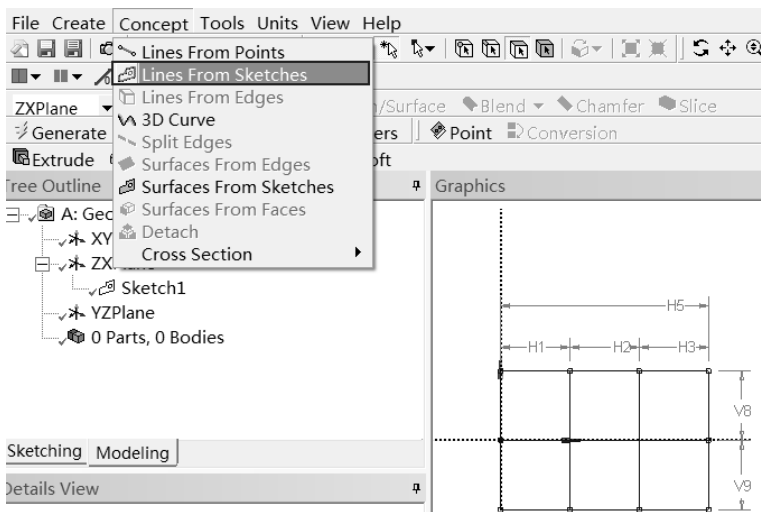 File Create Concept Tools Units View Help
Lines From Points
Lines From Sketches
ZXPlane
Lines From Edges
/Surface Blend Chamfer Slice
3D Curve
Generate
ers Point Conversion
Split Edges
Extrude
Surfaces From Edges
oft
Tree Outline
Surfaces From Sketches
Graphics
A: Geo
Surfaces From Faces
XY
Detach
ZX
Cross Section
Sketch1
YZPlane
0 Parts, 0 Bodies
H5
H1 H2 H3
V8
V9
Sketching Modeling
Details View